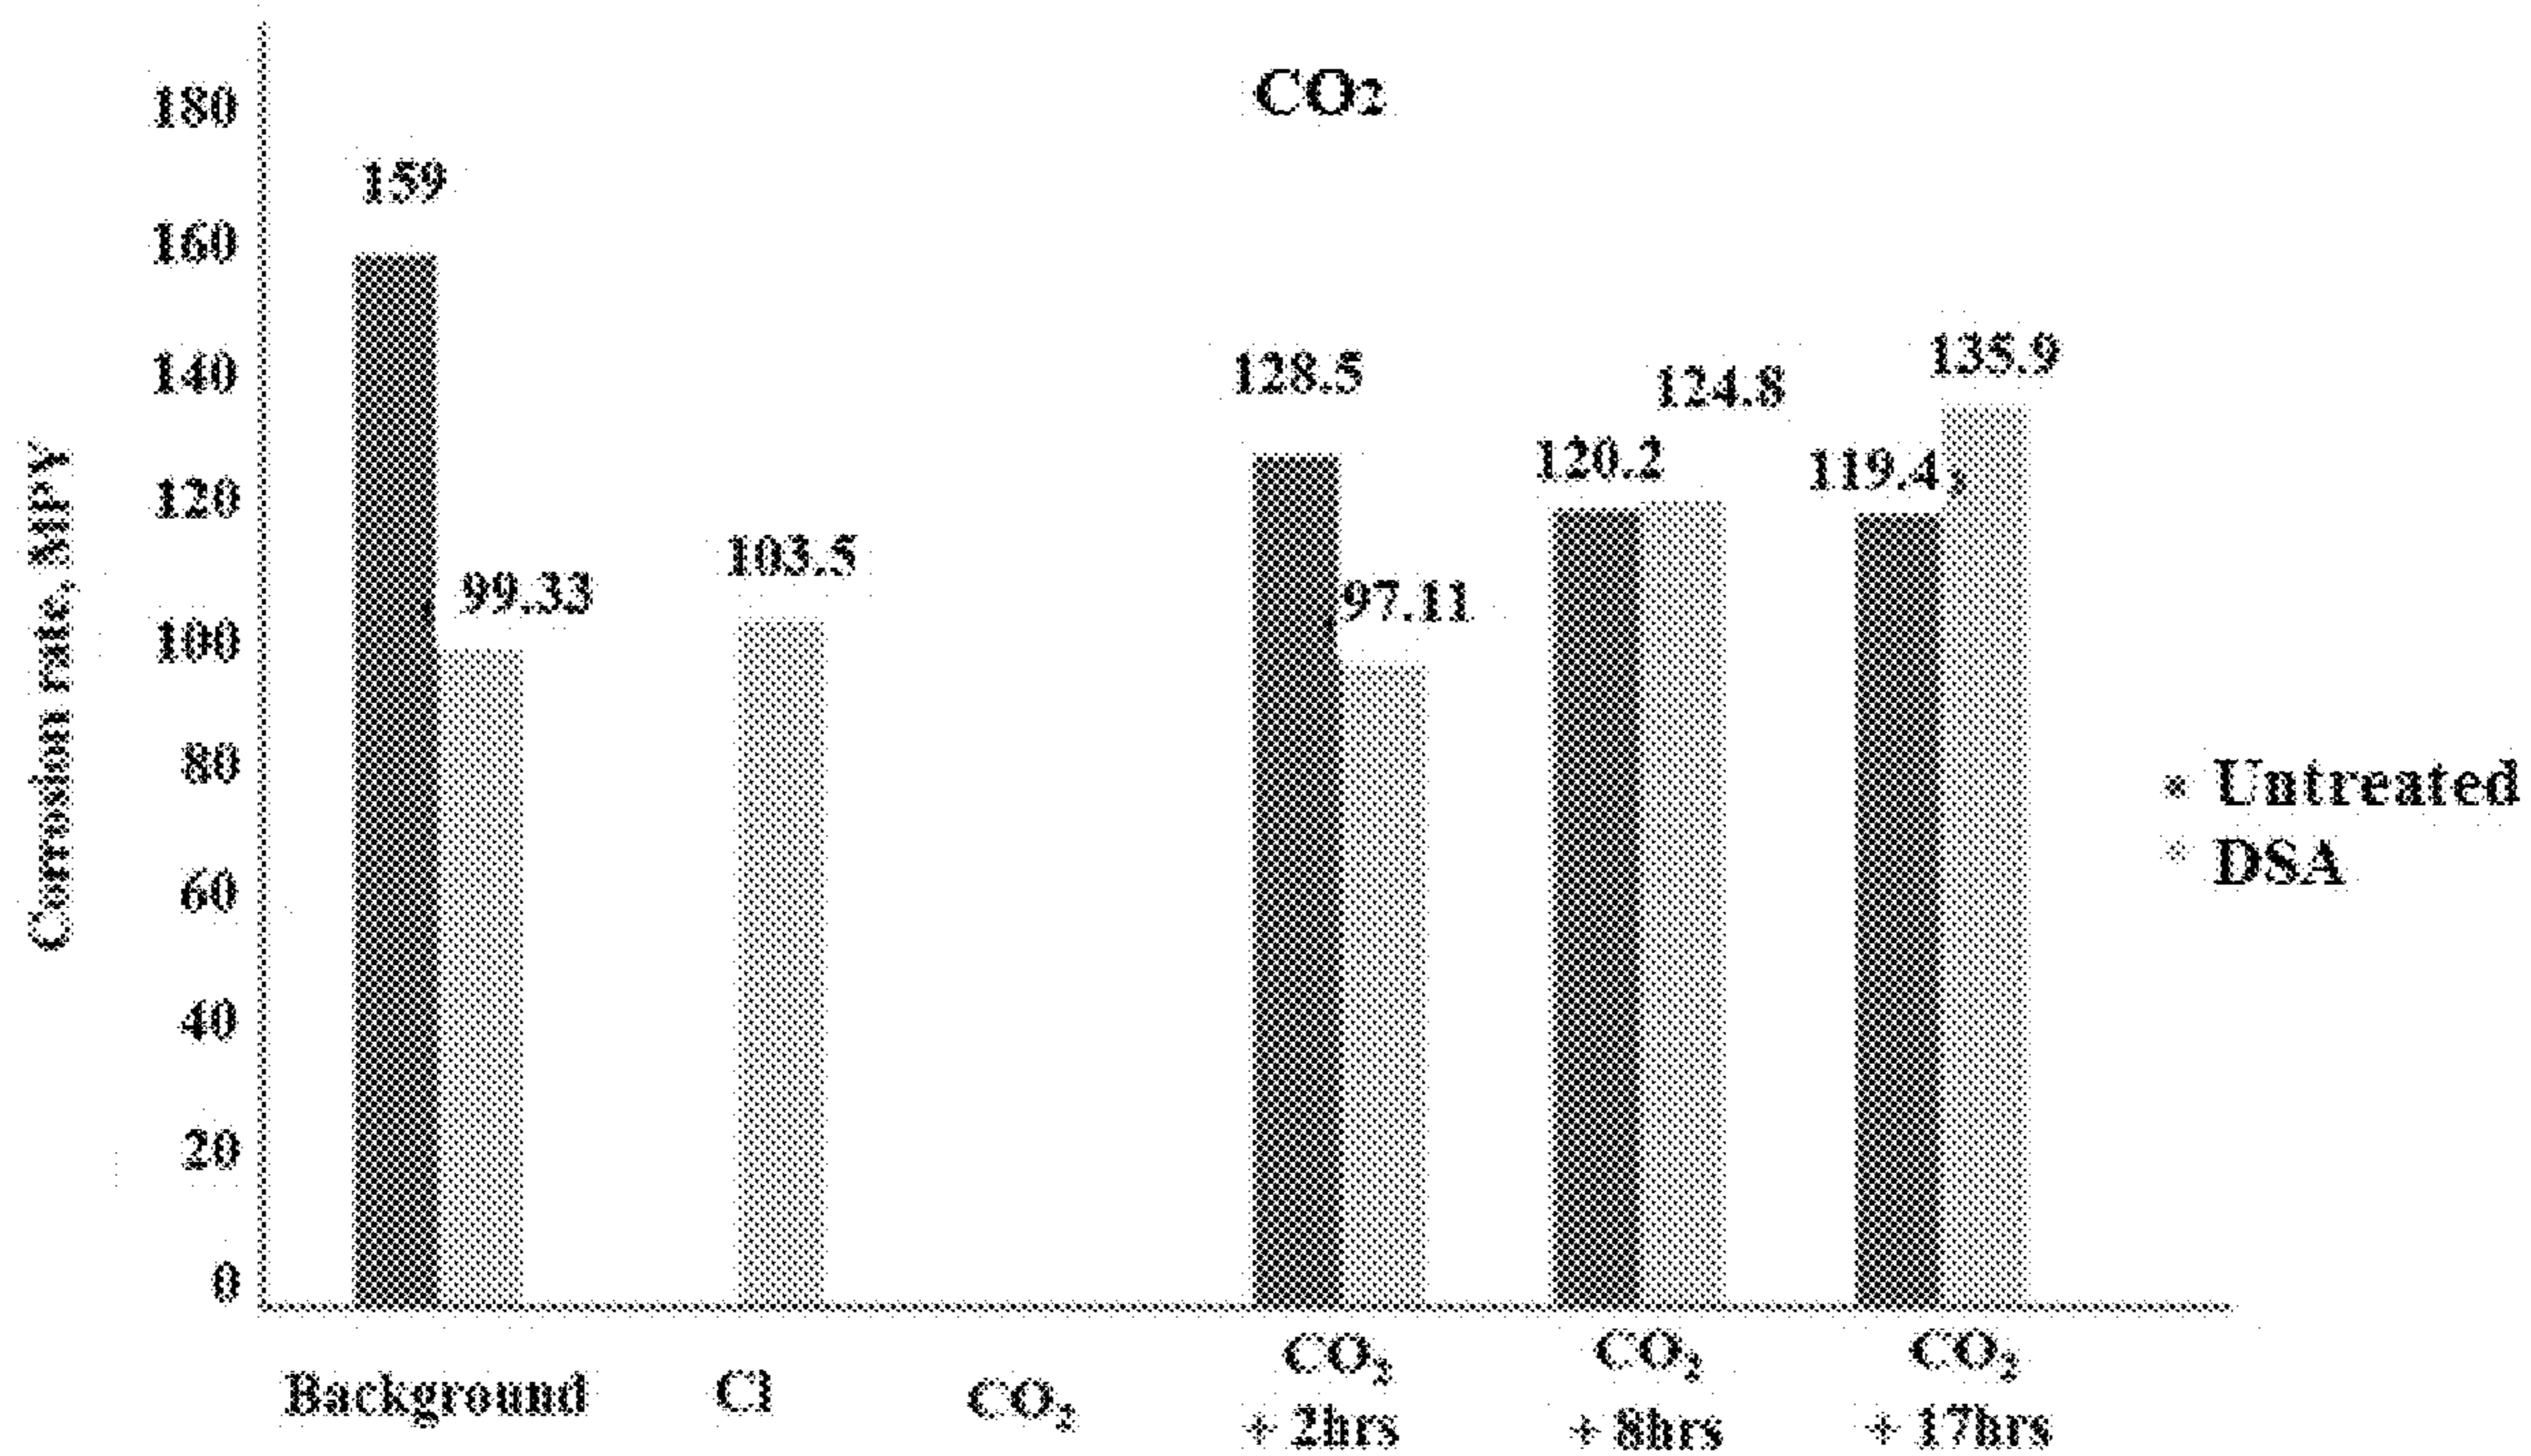 CO₂
Corrosion rate, MPY
180
160
140
120
100
80
60
40
20
0
159
99.33
103.5
128.5
97.11
120.2
124.8
119.4
135.9
Untreated
DSA
Background
Cl
CO₂
CO₂
+ 2hrs
CO₂
+ 8hrs
CO₂
+ 17hrs